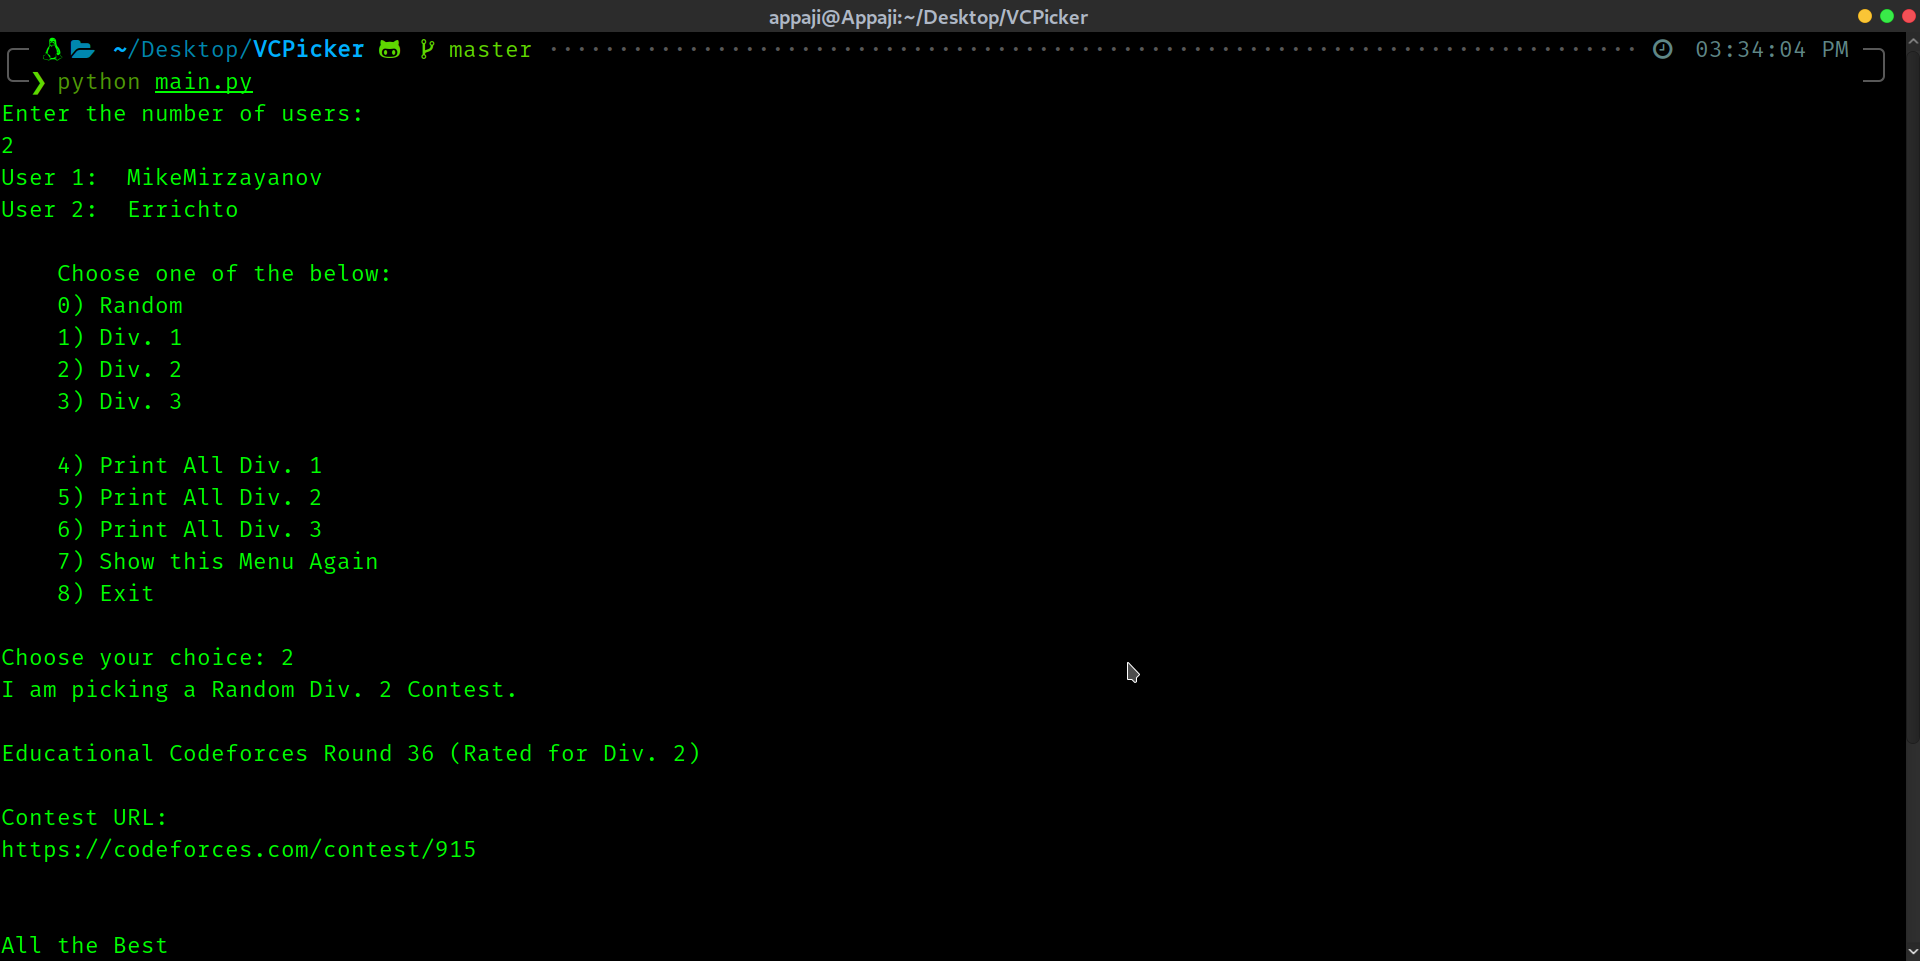 appaji@Appaji:~/Desktop/VCPicker
~/Desktop/VCPicker master 03:34:04 PM
❯ python main.py
Enter the number of users:
2
User 1:  MikeMirzayanov
User 2:  Errichto
Choose one of the below:
0) Random
1) Div. 1
2) Div. 2
3) Div. 3
4) Print All Div. 1
5) Print All Div. 2
6) Print All Div. 3
7) Show this Menu Again
8) Exit
Choose your choice: 2
I am picking a Random Div. 2 Contest.
Educational Codeforces Round 36 (Rated for Div. 2)
Contest URL:
https://codeforces.com/contest/915
All the Best